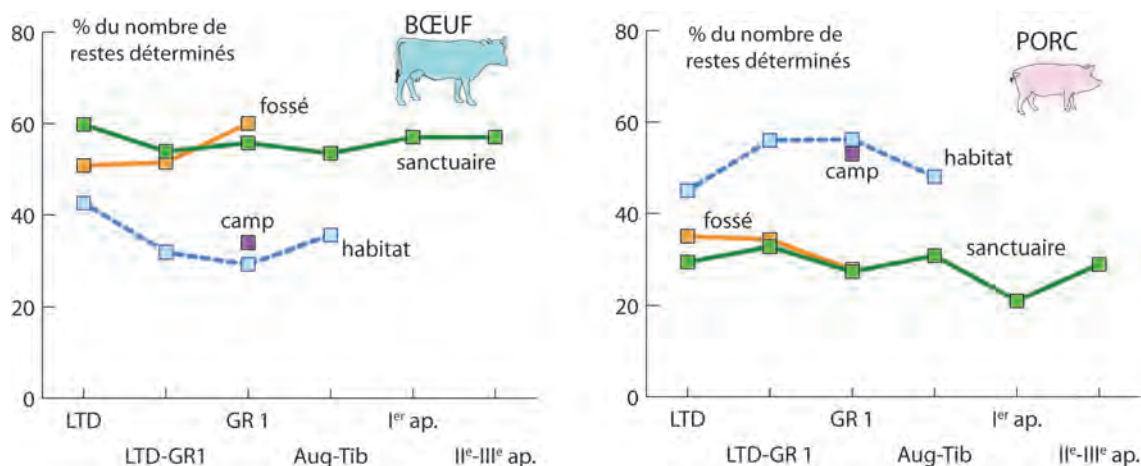 % du nombre de
restes déterminés
BŒUF
80
60
40
20
0
fossé
sanctuaire
camp
habitat
LTD
GR 1
Ier ap.
LTD-GR1
Aug-Tib
IIe-IIIe ap.
% du nombre de
restes déterminés
PORC
80
60
40
20
0
habitat
camp
fossé
sanctuaire
LTD
GR 1
Ier ap.
LTD-GR 1
Aug-Tib
IIe-IIIe ap.